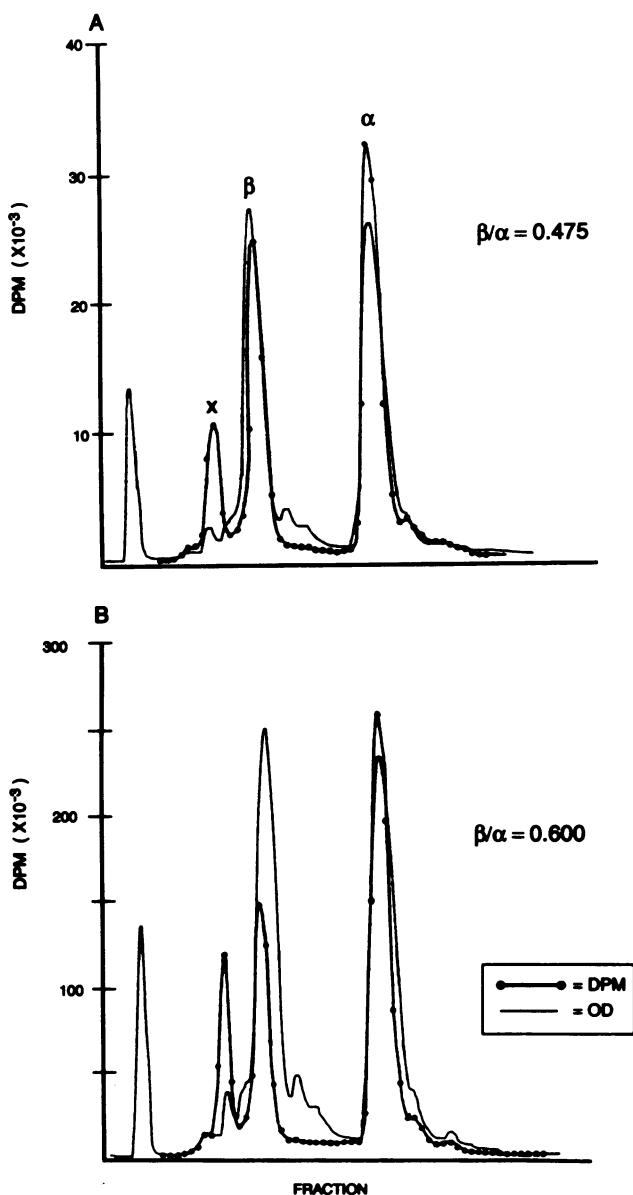 A
40
30
20
10
DPM ( X10⁻³ )
x
β
α
β/α = 0.475
B
300
200
100
DPM ( X10⁻³ )
β/α = 0.600
= DPM
= OD
FRACTION